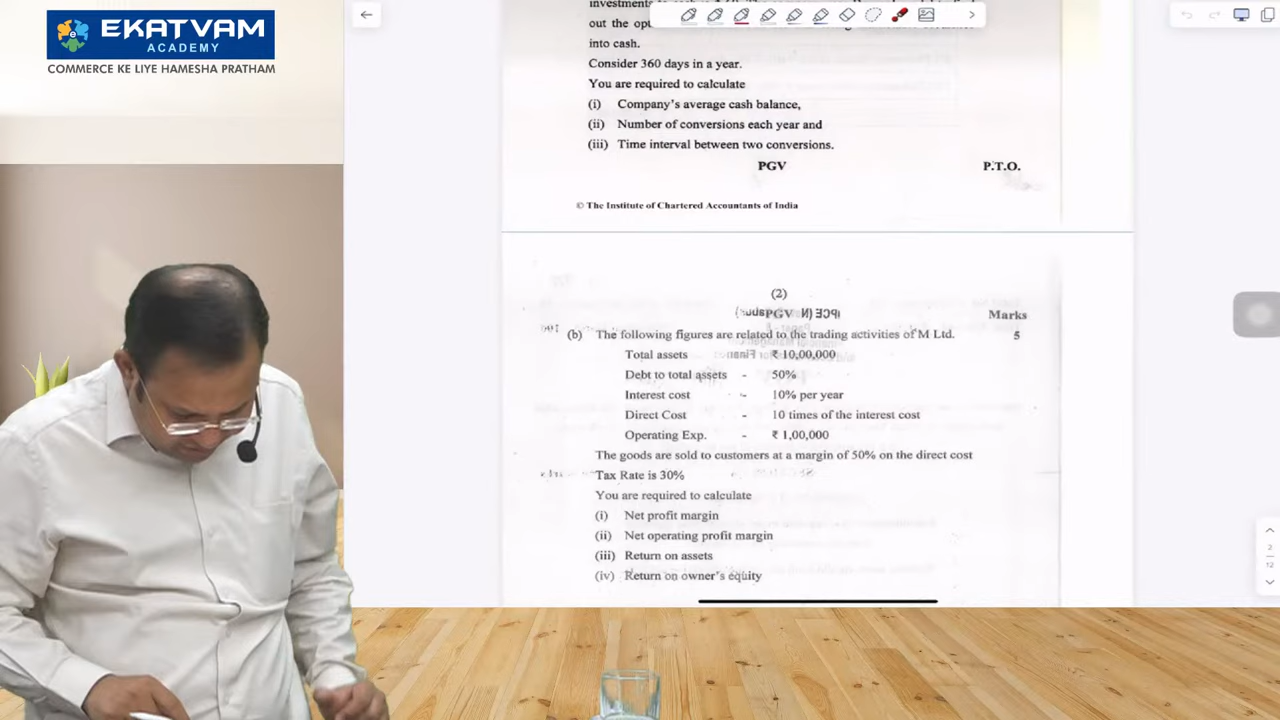 EKATVAM
ACADEMY
COMMERCE KE LIYE HAMESHA PRATHAM
out the
into cash.
Consider 360 days in a year.
You are required to calculate
(i) Company's average cash balance,
(ii) Number of conversions each year and
(iii) Time interval between two conversions.
PGV P.T.O.
© The Institute of Chartered Accountants of India
(2)
PGV Marks
(b) The following figures are related to the trading activities of M Ltd. 5
Total assets ₹ 10,00,000
Debt to total assets - 50%
Interest cost - 10% per year
Direct Cost - 10 times of the interest cost
Operating Exp. - ₹ 1,00,000
The goods are sold to customers at a margin of 50% on the direct cost
Tax Rate is 30%
You are required to calculate
(i) Net profit margin
(ii) Net operating profit margin
(iii) Return on assets
(iv) Return on owner's equity
2
12